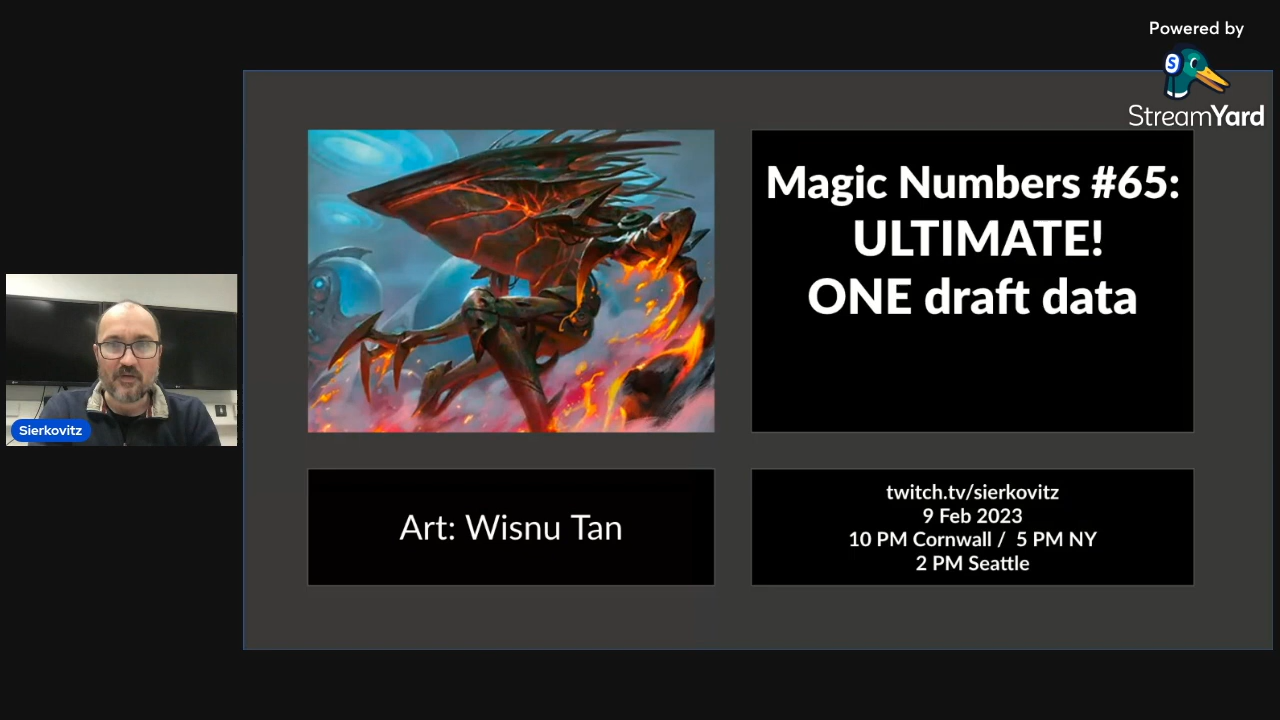 Powered by
S
StreamYard
Magic Numbers #65:
ULTIMATE!
ONE draft data
Sierkovitz
Art: Wisnu Tan
twitch.tv/sierkovitz
9 Feb 2023
10 PM Cornwall / 5 PM NY
2 PM Seattle